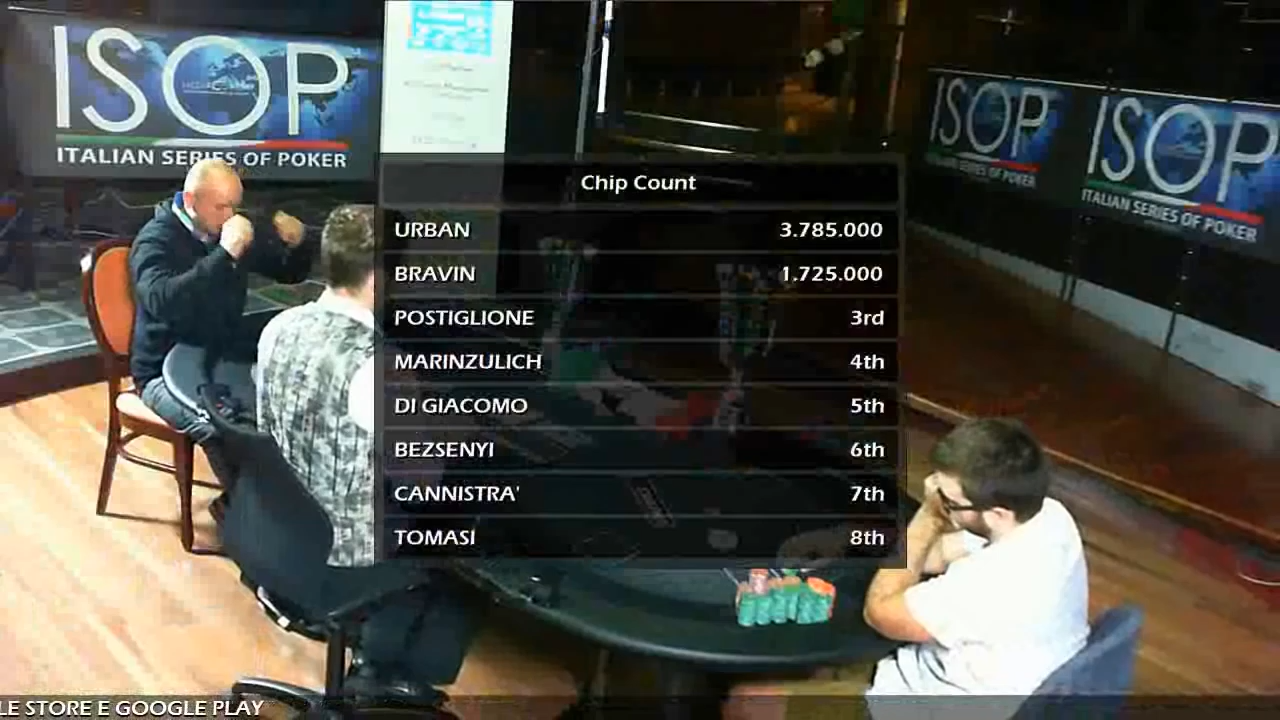 ISOP
ITALIAN SERIES OF POKER
ISOP
ITALIAN SERIES OF POKER
ISOP
ITALIAN SERIES OF POKER
Chip Count
URBAN 3.785.000
BRAVIN 1.725.000
POSTIGLIONE 3rd
MARINZULICH 4th
DI GIACOMO 5th
BEZSENYI 6th
CANNISTRA' 7th
TOMASI 8th
LE STORE E GOOGLE PLAY